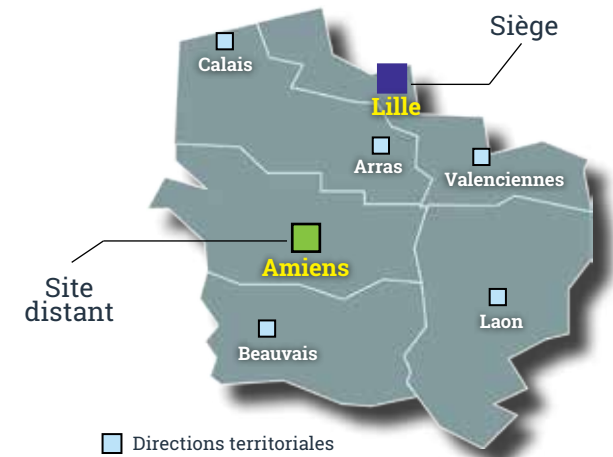 Siège
Calais
Lille
Arras
Valenciennes
Amiens
Site
distant
Laon
Beauvais
Directions territoriales